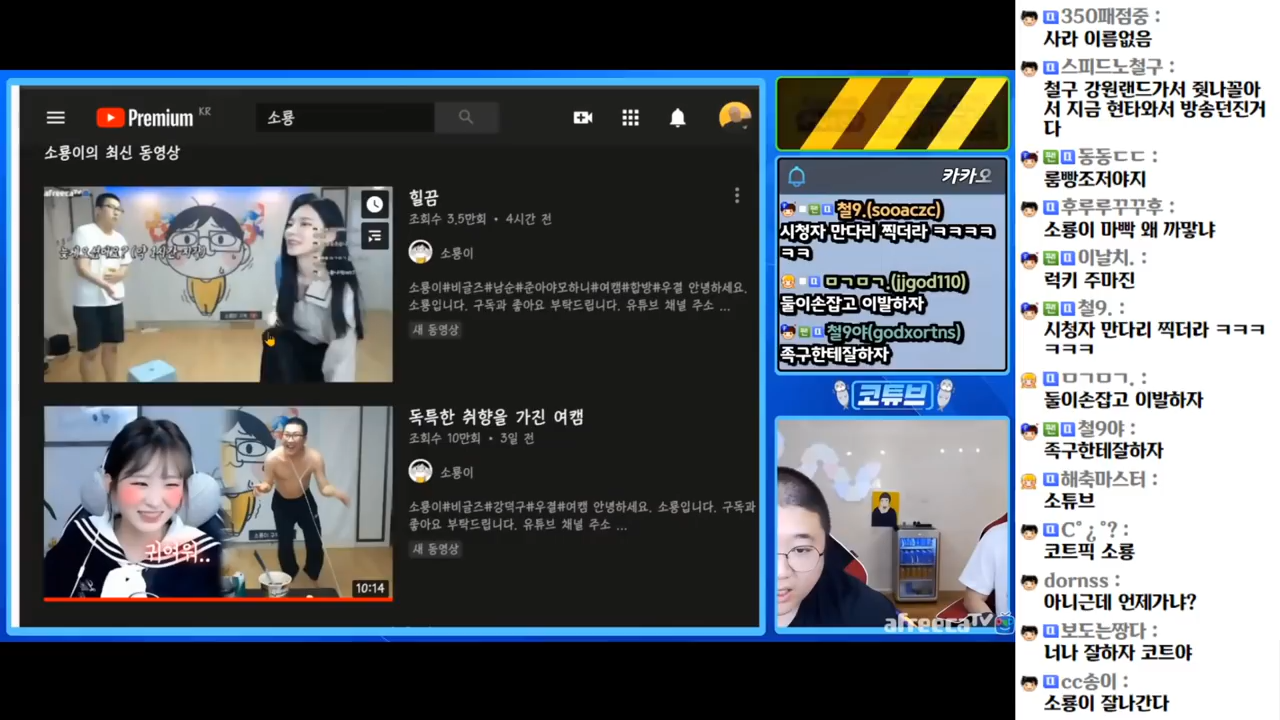 Premium KR
소룡
소룡이의 최신 동영상
afreecaTV
힐끔
조회수 3.5만회 • 4시간 전
소룡이
소룡이#비글즈#남순#준아야모하니#여캠#합방#우결 안녕하세요.
소룡입니다. 구독과 좋아요 부탁드립니다. 유튜브 채널 주소 ...
새 동영상
독특한 취향을 가진 여캠
조회수 10만회 • 3일 전
소룡이
소룡이#비글즈#강덕구#우결#여캠 안녕하세요. 소룡입니다. 구독과
좋아요 부탁드립니다. 유튜브 채널 주소 ...
새 동영상
귀여워..
10:14
카카오
철9.(sooaczc)
시청자 만다리 찍더라 ㅋㅋㅋㅋ
ㅋㅋ
ㅁㄱㅁㄱ.(jjgod110)
둘이손잡고 이발하자
철9야(godxortns)
족구한테잘하자
코튜브
afreecaTV
350패점중 :
사라 이름없음
스피드노철구 :
철구 강원랜드가서 줫나꼴아
서 지금 현타와서 방송던진거
다
동동ㄷㄷ :
룸빵조져야지
후루루꾸꾸후 :
소룡이 마빡 왜 까맣냐
이날치. :
럭키 주마진
철9. :
시청자 만다리 찍더라 ㅋㅋㅋ
ㅋㅋㅋㅋ
ㅁㄱㅁㄱ. :
둘이손잡고 이발하자
철9야 :
족구한테잘하자
해축마스터 :
소튜브
C˚¿˚? :
코트픽 소룡
dornss :
아니근데 언제가냐?
보도는짱다 :
너나 잘하자 코트야
cc송이 :
소룡이 잘나간다